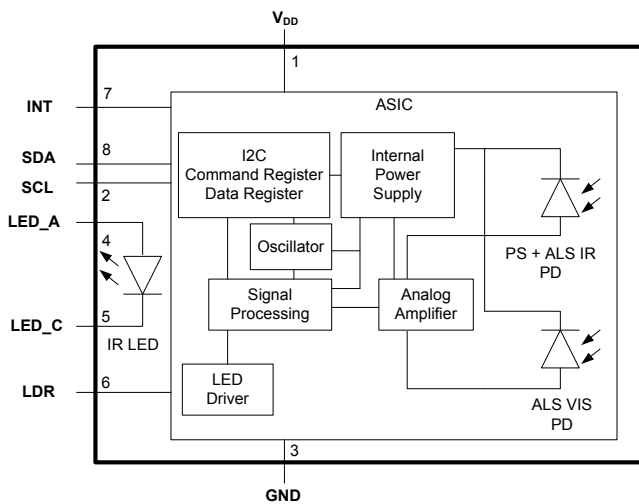 VDD
1
7
INT
ASIC
8
SDA
I2C
Command Register
Data Register
Internal
Power
Supply
SCL
2
LED_A
4
Oscillator
PS + ALS IR
PD
Signal
Processing
Analog
Amplifier
5
LED_C
IR LED
6
LDR
LED
Driver
ALS VIS
PD
3
GND